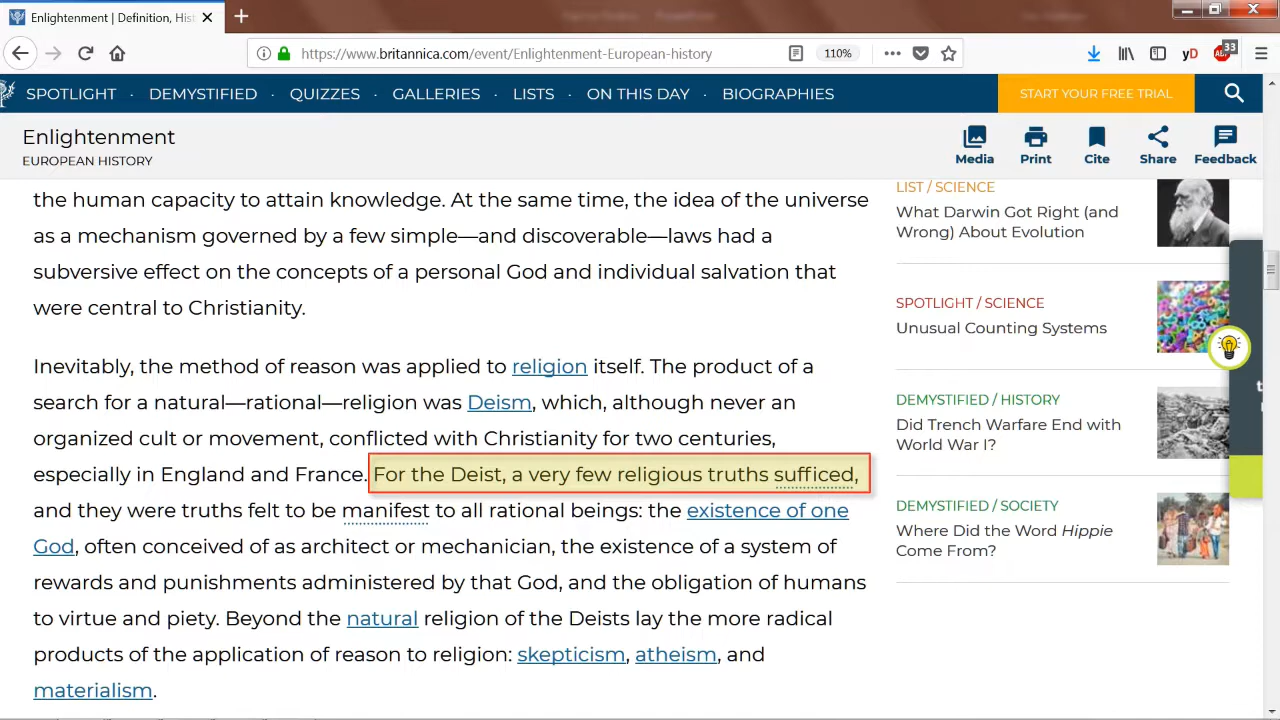 Enlightenment | Definition, His
https://www.britannica.com/event/Enlightenment-European-history
110%
yD
33
SPOTLIGHT · DEMYSTIFIED · QUIZZES · GALLERIES · LISTS · ON THIS DAY · BIOGRAPHIES
START YOUR FREE TRIAL
Enlightenment
EUROPEAN HISTORY
Media Print Cite Share Feedback
the human capacity to attain knowledge. At the same time, the idea of the universe
as a mechanism governed by a few simple—and discoverable—laws had a
subversive effect on the concepts of a personal God and individual salvation that
were central to Christianity.
Inevitably, the method of reason was applied to religion itself. The product of a
search for a natural—rational—religion was Deism, which, although never an
organized cult or movement, conflicted with Christianity for two centuries,
especially in England and France. For the Deist, a very few religious truths sufficed,
and they were truths felt to be manifest to all rational beings: the existence of one
God, often conceived of as architect or mechanician, the existence of a system of
rewards and punishments administered by that God, and the obligation of humans
to virtue and piety. Beyond the natural religion of the Deists lay the more radical
products of the application of reason to religion: skepticism, atheism, and
materialism.
LIST / SCIENCE
What Darwin Got Right (and
Wrong) About Evolution
SPOTLIGHT / SCIENCE
Unusual Counting Systems
DEMYSTIFIED / HISTORY
Did Trench Warfare End with
World War I?
DEMYSTIFIED / SOCIETY
Where Did the Word Hippie
Come From?